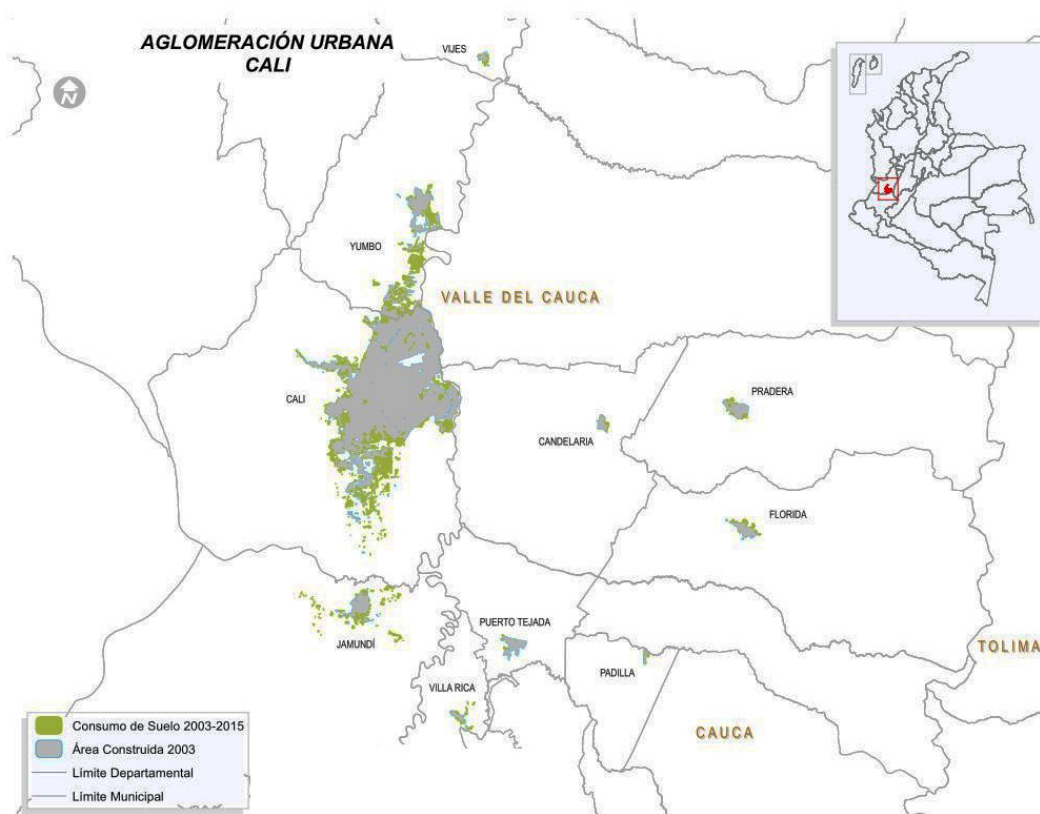 AGLOMERACIÓN URBANA
CALI
VIJES
N
YUMBO
VALLE DEL CAUCA
CALI
PRADERA
CANDELARIA
FLORIDA
JAMUNDÍ
PUERTO TEJADA
PADILLA
TOLIMA
VILLA RICA
CAUCA
Consumo de Suelo 2003-2015
Área Construida 2003
Límite Departamental
Límite Municipal